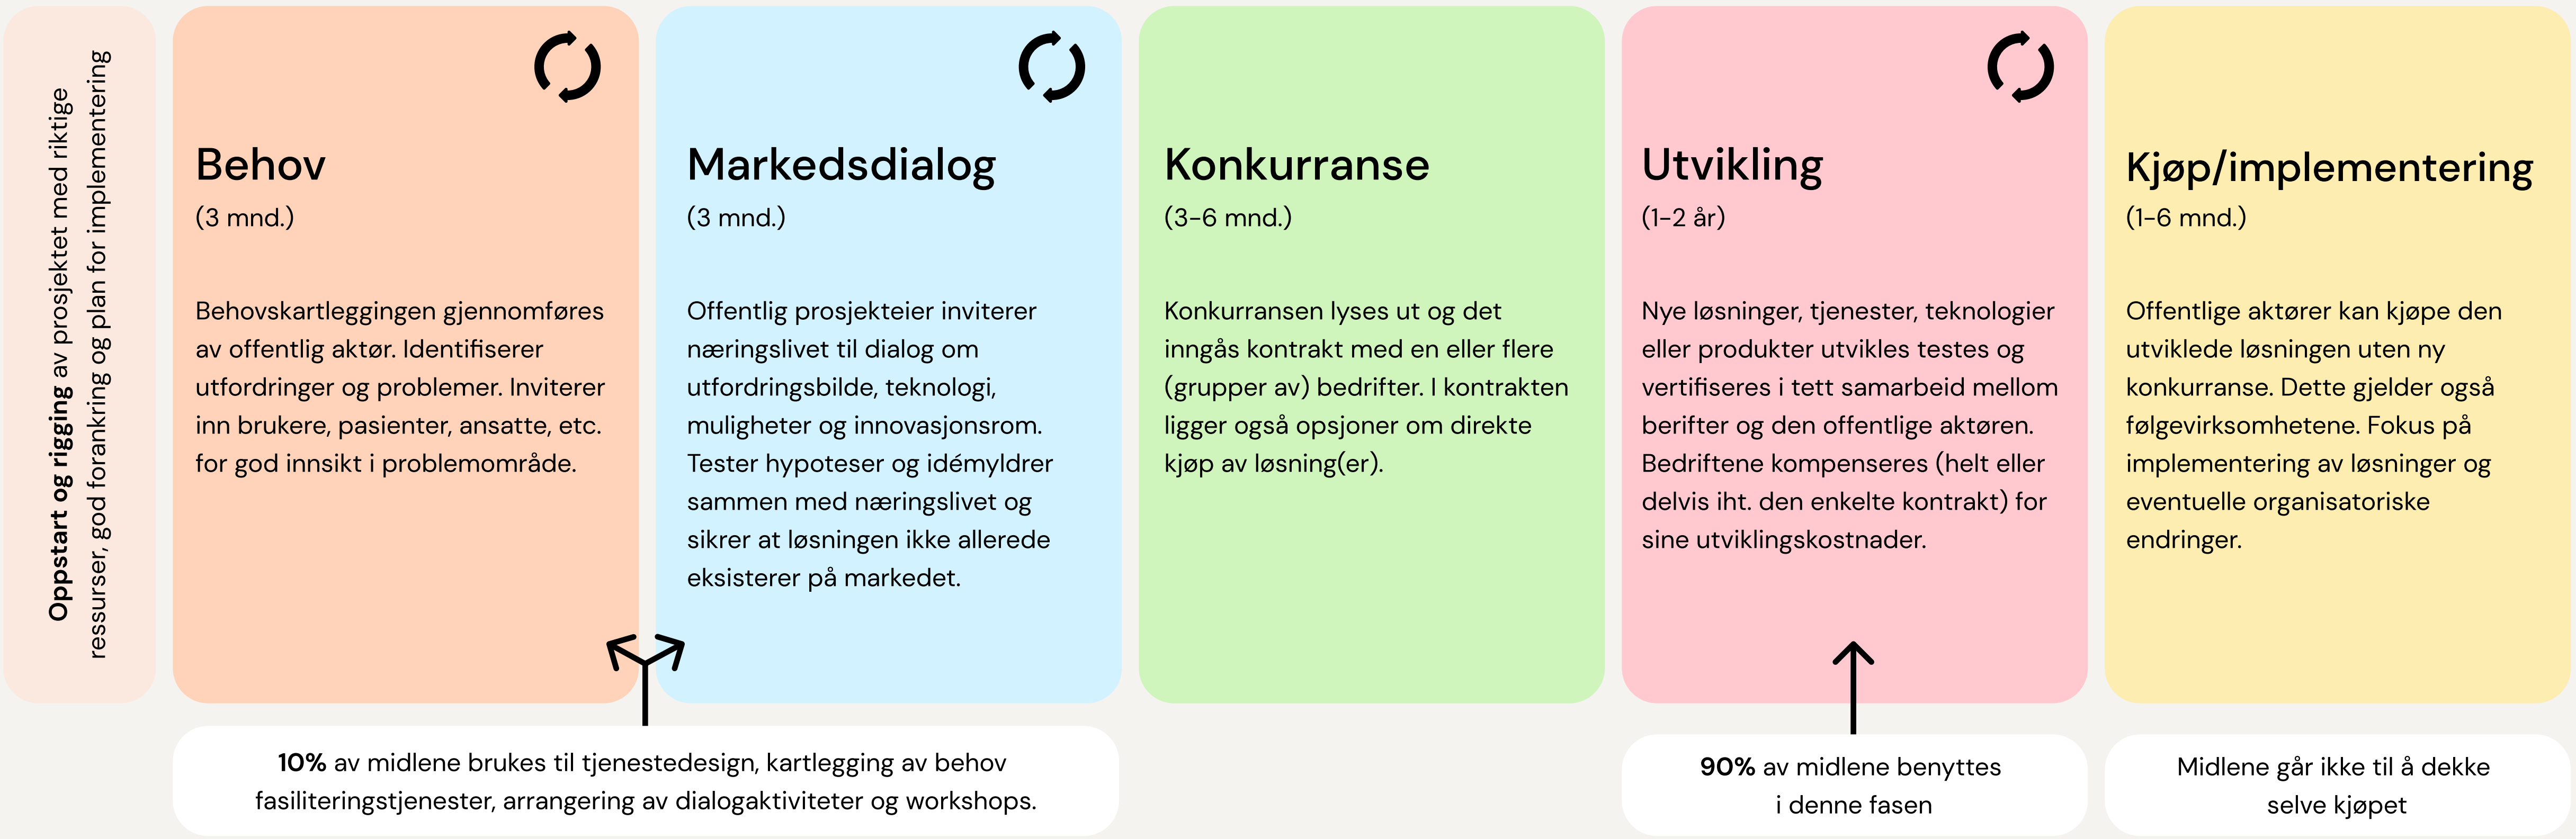 Oppstart og rigging av prosjektet med riktige
ressurser, god forankring og plan for implementering
Behov
(3 mnd.)
Behovskartleggingen gjennomføres
av offentlig aktør. Identifiserer
utfordringer og problemer. Inviterer
inn brukere, pasienter, ansatte, etc.
for god innsikt i problemområde.
Markedsdialog
(3 mnd.)
Offentlig prosjekteier inviterer
næringslivet til dialog om
utfordringsbilde, teknologi,
muligheter og innovasjonsrom.
Tester hypoteser og idémyldrer
sammen med næringslivet og
sikrer at løsningen ikke allerede
eksisterer på markedet.
Konkurranse
(3-6 mnd.)
Konkurransen lyses ut og det
inngås kontrakt med en eller flere
(grupper av) bedrifter. I kontrakten
ligger også opsjoner om direkte
kjøp av løsning(er).
Utvikling
(1-2 år)
Nye løsninger, tjenester, teknologier
eller produkter utvikles testes og
vertifiseres i tett samarbeid mellom
berifter og den offentlige aktøren.
Bedriftene kompenseres (helt eller
delvis iht. den enkelte kontrakt) for
sine utviklingskostnader.
Kjøp/implementering
(1-6 mnd.)
Offentlige aktører kan kjøpe den
utviklede løsningen uten ny
konkurranse. Dette gjelder også
følgevirksomhetene. Fokus på
implementering av løsninger og
eventuelle organisatoriske
endringer.
10% av midlene brukes til tjenestedesign, kartlegging av behov
fasiliteringstjenester, arrangering av dialogaktiviteter og workshops.
90% av midlene benyttes
i denne fasen
Midlene går ikke til å dekke
selve kjøpet